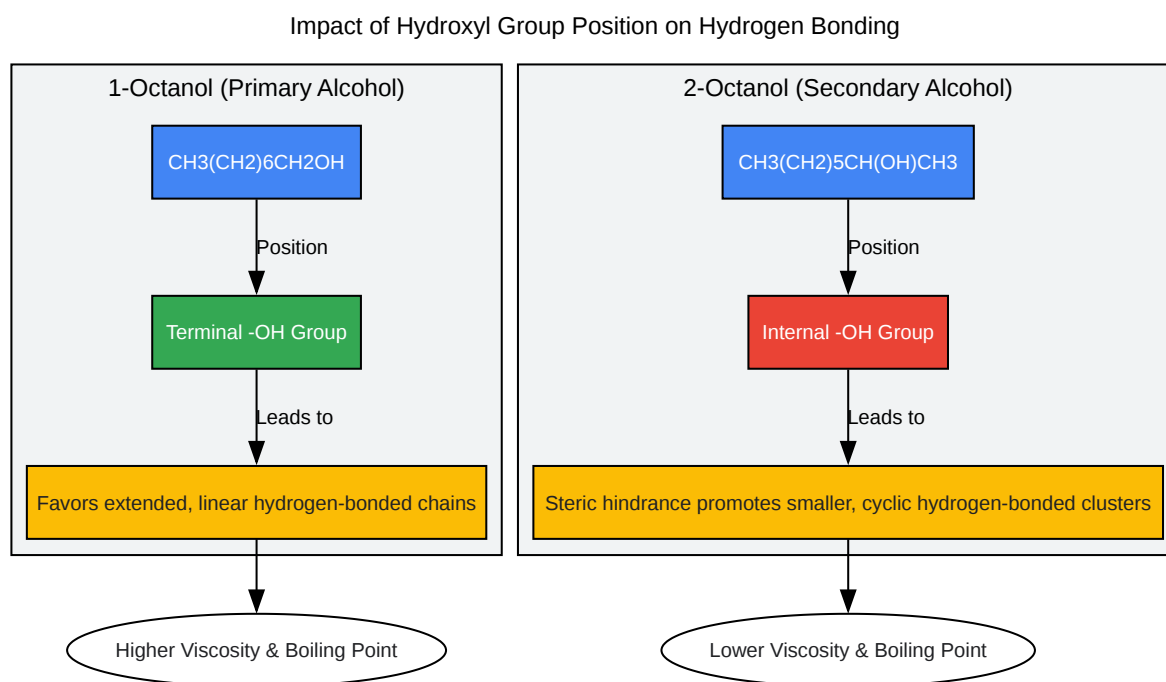 Impact of Hydroxyl Group Position on Hydrogen Bonding
1-Octanol (Primary Alcohol)
CH3(CH2)6CH2OH
Position
Terminal -OH Group
Leads to
Favors extended, linear hydrogen-bonded chains
Higher Viscosity & Boiling Point
2-Octanol (Secondary Alcohol)
CH3(CH2)5CH(OH)CH3
Position
Internal -OH Group
Leads to
Steric hindrance promotes smaller, cyclic hydrogen-bonded clusters
Lower Viscosity & Boiling Point